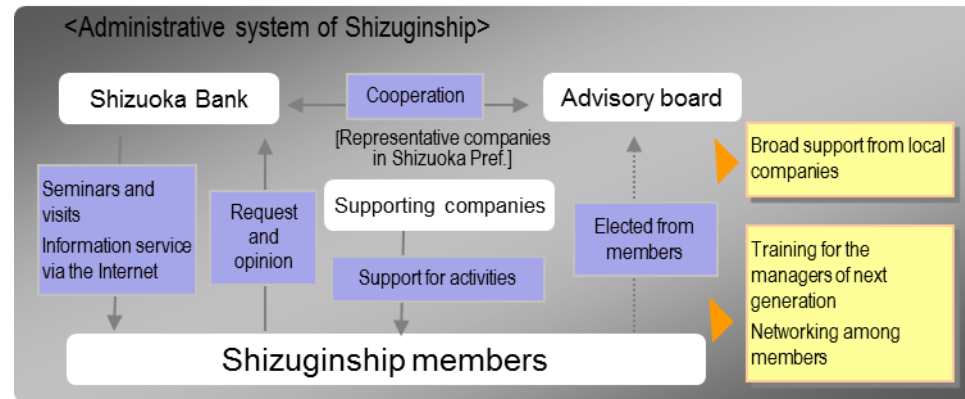 <Administrative system of Shizuginship>
Shizuoka Bank
Cooperation
Advisory board
[Representative companies
in Shizuoka Pref.]
Broad support from local
companies
Seminars and
visits
Information service
via the Internet
Request
and
opinion
Supporting companies
Elected from
members
Support for activities
Training for the
managers of next
generation
Networking among
members
Shizuginship members